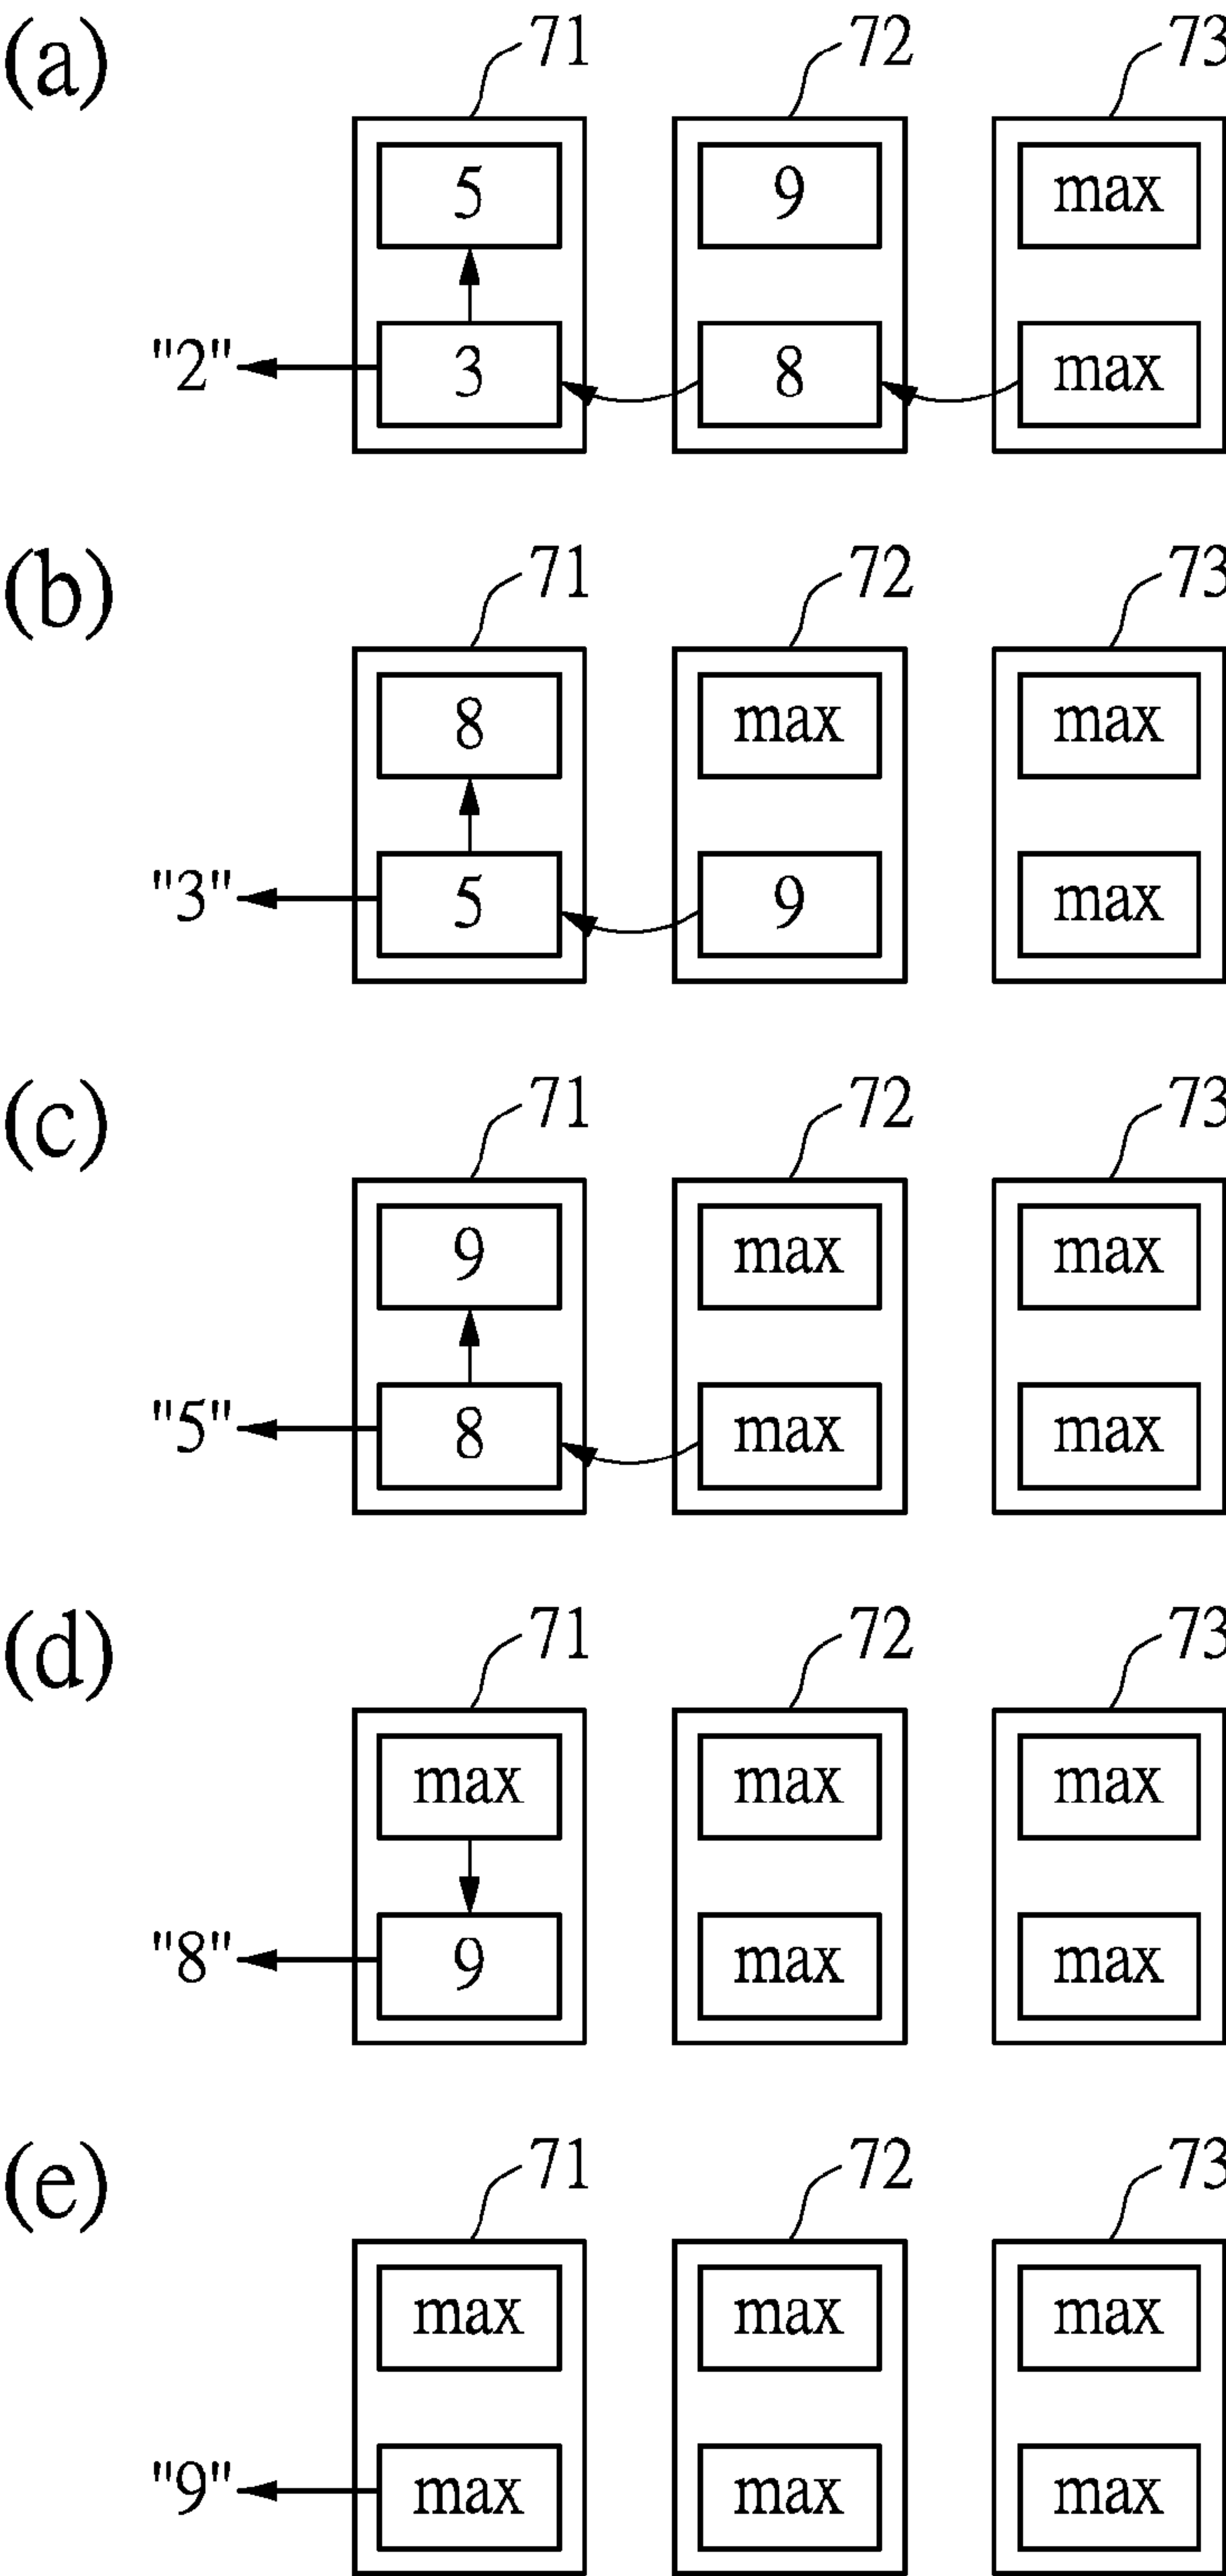 (a) 71 72 73
5 9 max
"2" 3 8 max
(b) 71 72 73
8 max max
"3" 5 9 max
(c) 71 72 73
9 max max
"5" 8 max max
(d) 71 72 73
max max max
"8" 9 max max
(e) 71 72 73
max max max
"9" max max max